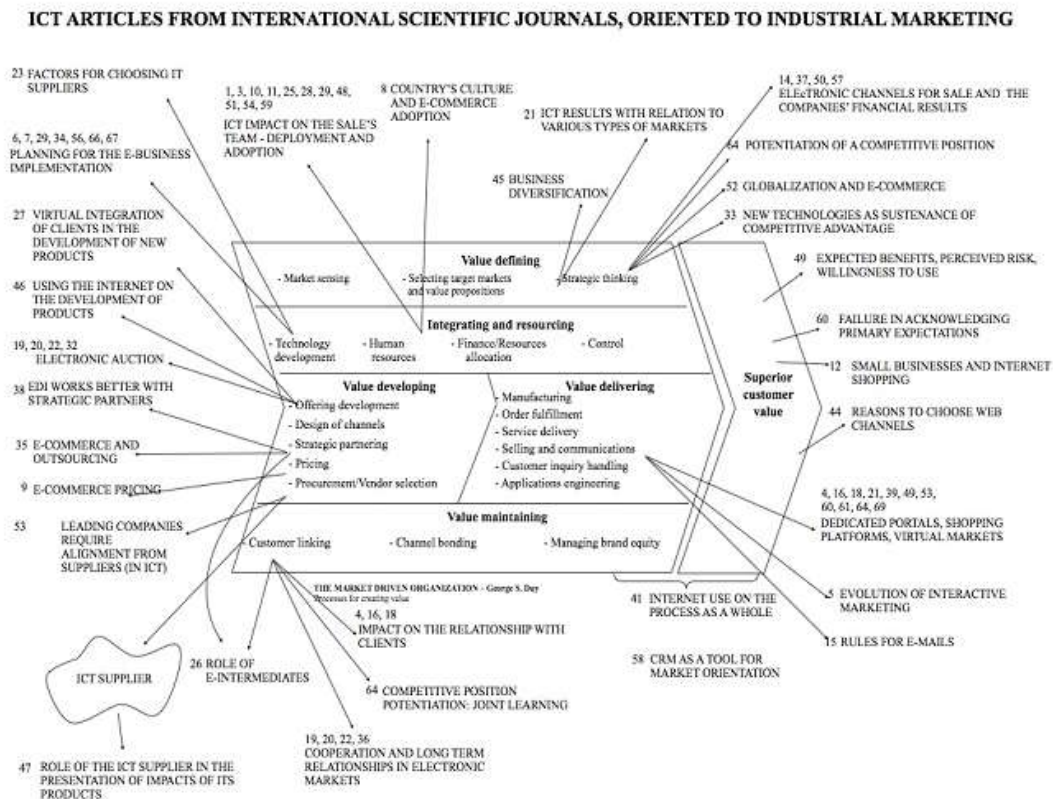 ICT ARTICLES FROM INTERNATIONAL SCIENTIFIC JOURNALS, ORIENTED TO INDUSTRIAL MARKETING
23 FACTORS FOR CHOOSING IT
SUPPLIERS
6, 7, 29, 34, 56, 66, 67
PLANNING FOR THE E-BUSINESS
IMPLEMENTATION
27 VIRTUAL INTEGRATION
OF CLIENTS IN THE
DEVELOPMENT OF NEW
PRODUCTS
46 USING THE INTERNET ON
THE DEVELOPMENT OF
PRODUCTS
19, 20, 22, 32
ELECTRONIC AUCTION
38 EDI WORKS BETTER WITH
STRATEGIC PARTNERS
35 E-COMMERCE AND
OUTSOURCING
9 E-COMMERCE PRICING
53 LEADING COMPANIES
REQUIRE
ALIGNMENT FROM
SUPPLIERS (IN ICT)
1, 3, 10, 11, 25, 28, 29, 48,
51, 54, 59
ICT IMPACT ON THE SALE'S
TEAM - DEPLOYMENT AND
ADOPTION
8 COUNTRY'S CULTURE
AND E-COMMERCE
ADOPTION
21 ICT RESULTS WITH RELATION TO
VARIOUS TYPES OF MARKETS
45 BUSINESS
DIVERSIFICATION
14, 37, 50, 57
ELEcTRONIC CHANNELS FOR SALE AND THE
COMPANIES' FINANCIAL RESULTS
64 POTENTIATION OF A COMPETITIVE POSITION
52 GLOBALIZATION AND E-COMMERCE
33 NEW TECHNOLOGIES AS SUSTENANCE OF
COMPETITIVE ADVANTAGE
49 EXPECTED BENEFITS, PERCEIVED RISK,
WILLINGNESS TO USE
60 FAILURE IN ACKNOWLEDGING
PRIMARY EXPECTATIONS
12 SMALL BUSINESSES AND INTERNET
SHOPPING
44 REASONS TO CHOOSE WEB
CHANNELS
4, 16, 18, 21, 39, 49, 53,
60, 61, 64, 69
DEDICATED PORTALS, SHOPPING
PLATFORMS, VIRTUAL MARKETS
5 EVOLUTION OF INTERACTIVE
MARKETING
15 RULES FOR E-MAILS
Value defining
- Market sensing
- Selecting target markets
and value propositions
- Strategic thinking
Integrating and resourcing
- Technology
development
- Human
resources
- Finance/Resources
allocation
- Control
Value developing
- Offering development
- Design of channels
- Strategic partnering
- Pricing
- Procurement/Vendor selection
Value delivering
- Manufacturing
- Order fulfillment
- Service delivery
- Selling and communications
- Customer inquiry handling
- Applications engineering
Superior
customer
value
Value maintaining
- Customer linking
- Channel bonding
- Managing brand equity
THE MARKET DRIVEN ORGANIZATION - George S. Day
Processes for creating value
4, 16, 18
IMPACT ON THE RELATIONSHIP WITH
CLIENTS
41 INTERNET USE ON THE
PROCESS AS A WHOLE
58 CRM AS A TOOL FOR
MARKET ORIENTATION
ICT SUPPLIER
26 ROLE OF
E-INTERMEDIATES
64 COMPETITIVE POSITION
POTENTIATION: JOINT LEARNING
19, 20, 22, 36
COOPERATION AND LONG TERM
RELATIONSHIPS IN ELECTRONIC
MARKETS
47 ROLE OF THE ICT SUPPLIER IN THE
PRESENTATION OF IMPACTS OF ITS
PRODUCTS